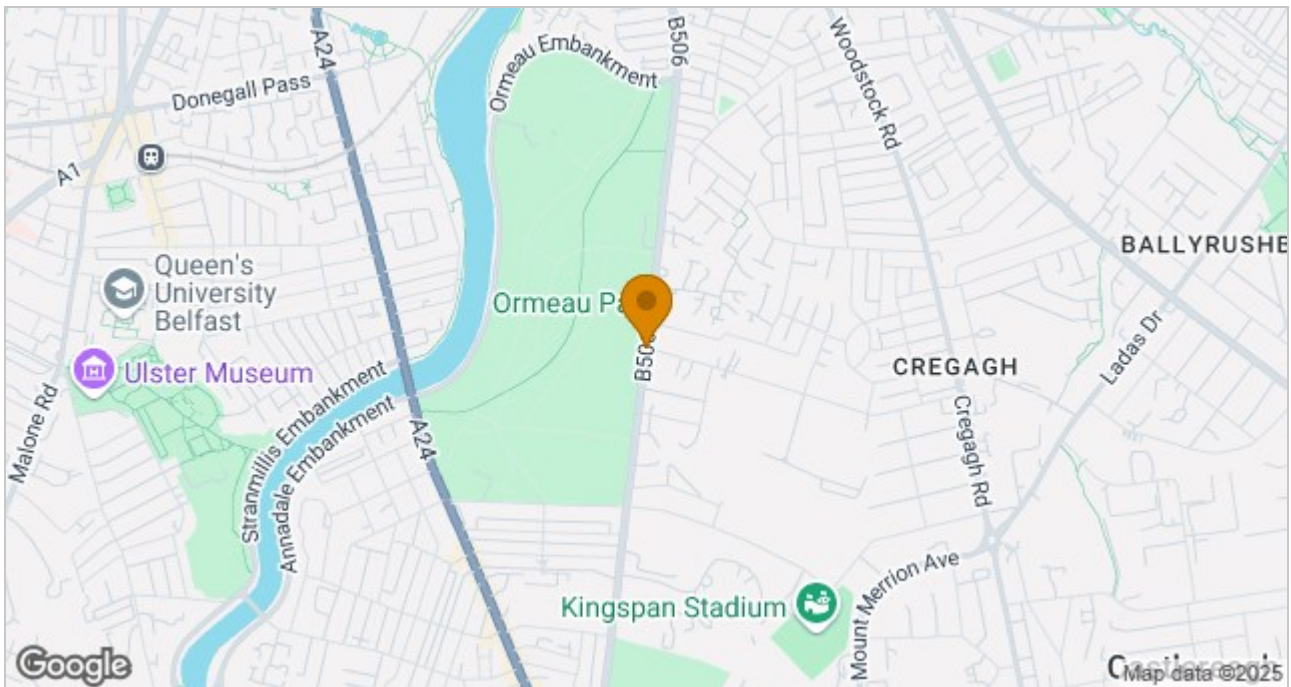 A24
B506
Ormeau Embankment
Woodstock Rd
Donegall Pass
A1
BALLYRUSHE
Queen's
University
Belfast
Ormeau Pa
B50
Ulster Museum
CREGAGH
Ladas Dr
Malone Rd
Stranmillis Embankment
Annadale Embankment
A24
Cregagh Rd
Mount Merrion Ave
Kingspan Stadium
Google
Map data ©2025